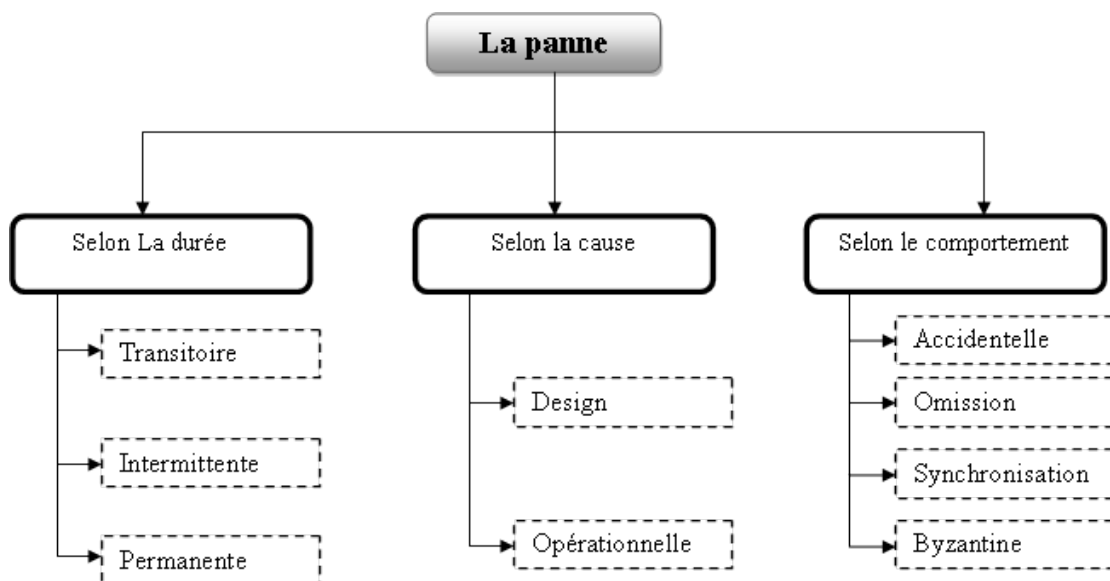 La panne
Selon La durée
Transitoire
Intermittente
Permanente
Selon la cause
Design
Opérationnelle
Selon le comportement
Accidentelle
Omission
Synchronisation
Byzantine